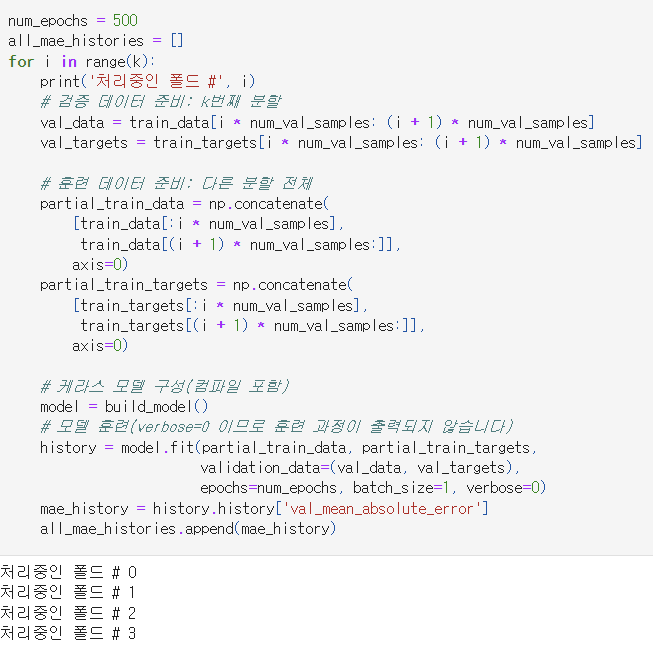 num_epochs = 500
all_mae_histories = []
for i in range(k):
    print('처리중인 폴드 #', i)
    # 검증 데이터 준비: k번째 분할
    val_data = train_data[i * num_val_samples: (i + 1) * num_val_samples]
    val_targets = train_targets[i * num_val_samples: (i + 1) * num_val_samples]

    # 훈련 데이터 준비: 다른 분할 전체
    partial_train_data = np.concatenate(
        [train_data[:i * num_val_samples],
         train_data[(i + 1) * num_val_samples:]],
        axis=0)
    partial_train_targets = np.concatenate(
        [train_targets[:i * num_val_samples],
         train_targets[(i + 1) * num_val_samples:]],
        axis=0)

    # 케라스 모델 구성(컴파일 포함)
    model = build_model()
    # 모델 훈련(verbose=0 이므로 훈련 과정이 출력되지 않습니다)
    history = model.fit(partial_train_data, partial_train_targets,
                        validation_data=(val_data, val_targets),
                        epochs=num_epochs, batch_size=1, verbose=0)
    mae_history = history.history['val_mean_absolute_error']
    all_mae_histories.append(mae_history)
처리중인 폴드 # 0
처리중인 폴드 # 1
처리중인 폴드 # 2
처리중인 폴드 # 3